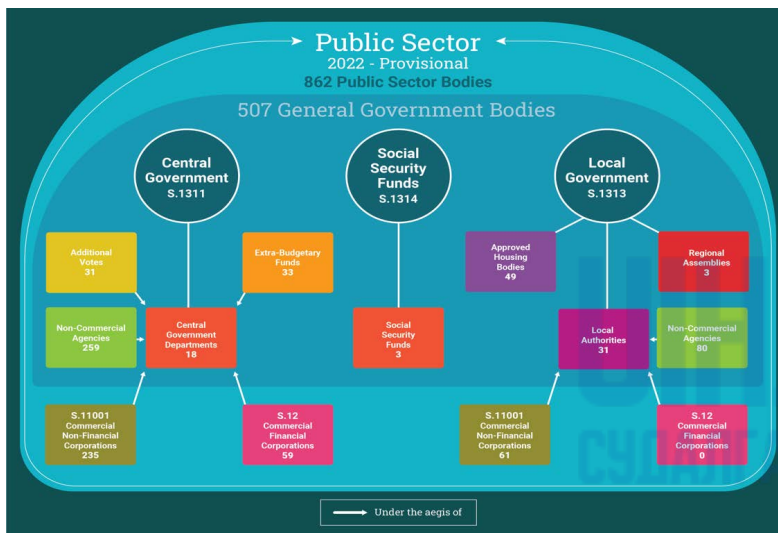 Public Sector
2022 - Provisional
862 Public Sector Bodies
507 General Government Bodies
Central
Government
S.1311
Social
Security
Funds
S.1314
Local
Government
S.1313
Additional
Votes
31
Extra-Budgetary
Funds
33
Approved
Housing
Bodies
49
Regional
Assemblies
3
Non-Commercial
Agencies
259
Central
Government
Departments
18
Social
Security
Funds
3
Local
Authorities
31
Non-Commercial
Agencies
80
S.11001
Commercial
Non-Financial
Corporations
235
S.12
Commercial
Financial
Corporations
59
S.11001
Commercial
Non-Financial
Corporations
61
S.12
Commercial
Financial
Corporations
0
Under the aegis of